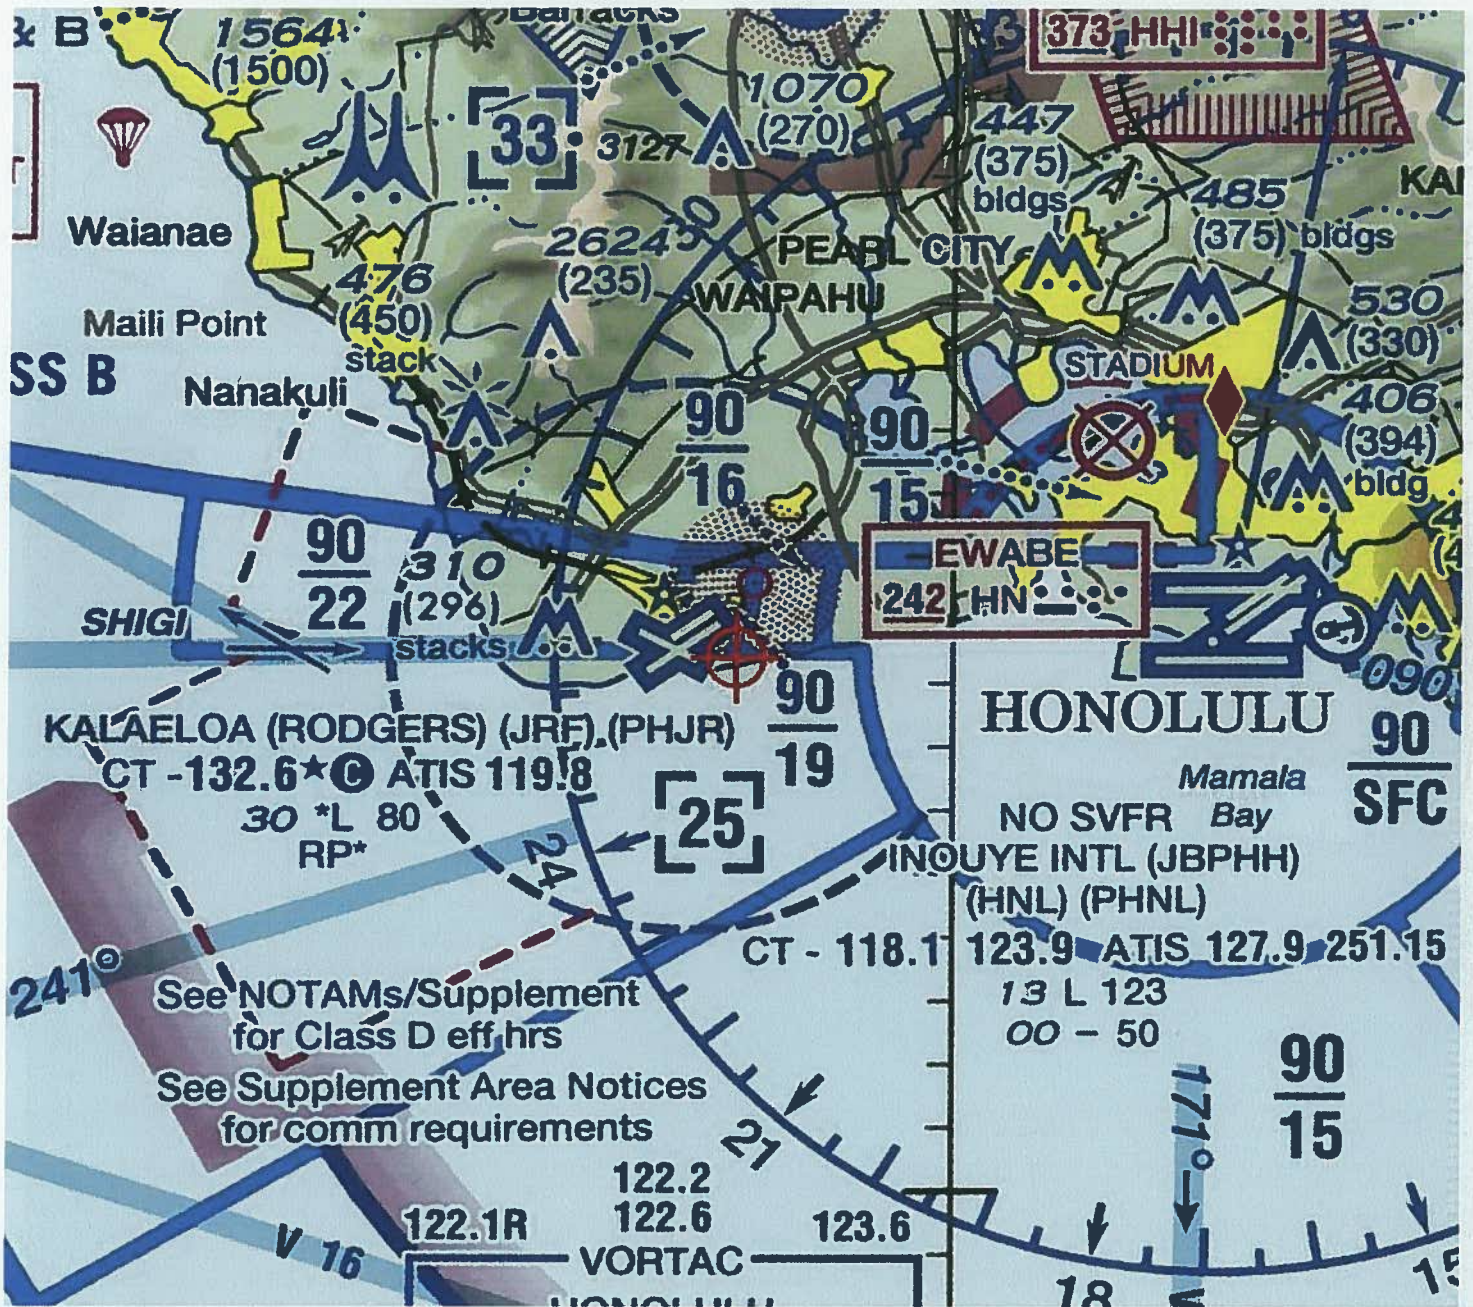 & B
1564
(1500)
Barracks
373 HHI
33
3127
1070
(270)
447
(375)
bldgs
485
(375) bldgs
Waianae
476
(450)
stack
2624
(235)
30
PEARL CITY
WAIPAHU
530
(330)
Maili Point
SS B
Nanakuli
STADIUM
406
(394)
bldg
90
16
90
15
90
22
310
(296)
stacks
EWABE
242 HN
SHIGI
090
90
19
HONOLULU
90
SFC
KALAELOA (RODGERS) (JRF) (PHJR)
CT - 132.6 ★ C ATIS 119.8
30 *L 80
RP*
25
Mamala
Bay
NO SVFR
INOUYE INTL (JBPHH)
(HNL) (PHNL)
CT - 118.1 123.9 ATIS 127.9 251.15
13 L 123
00 - 50
24
241°
See NOTAMs/Supplement
for Class D eff hrs
See Supplement Area Notices
for comm requirements
90
15
171°
21
122.2
122.1R 122.6 123.6
V 16
VORTAC
HONOLULU
18
15